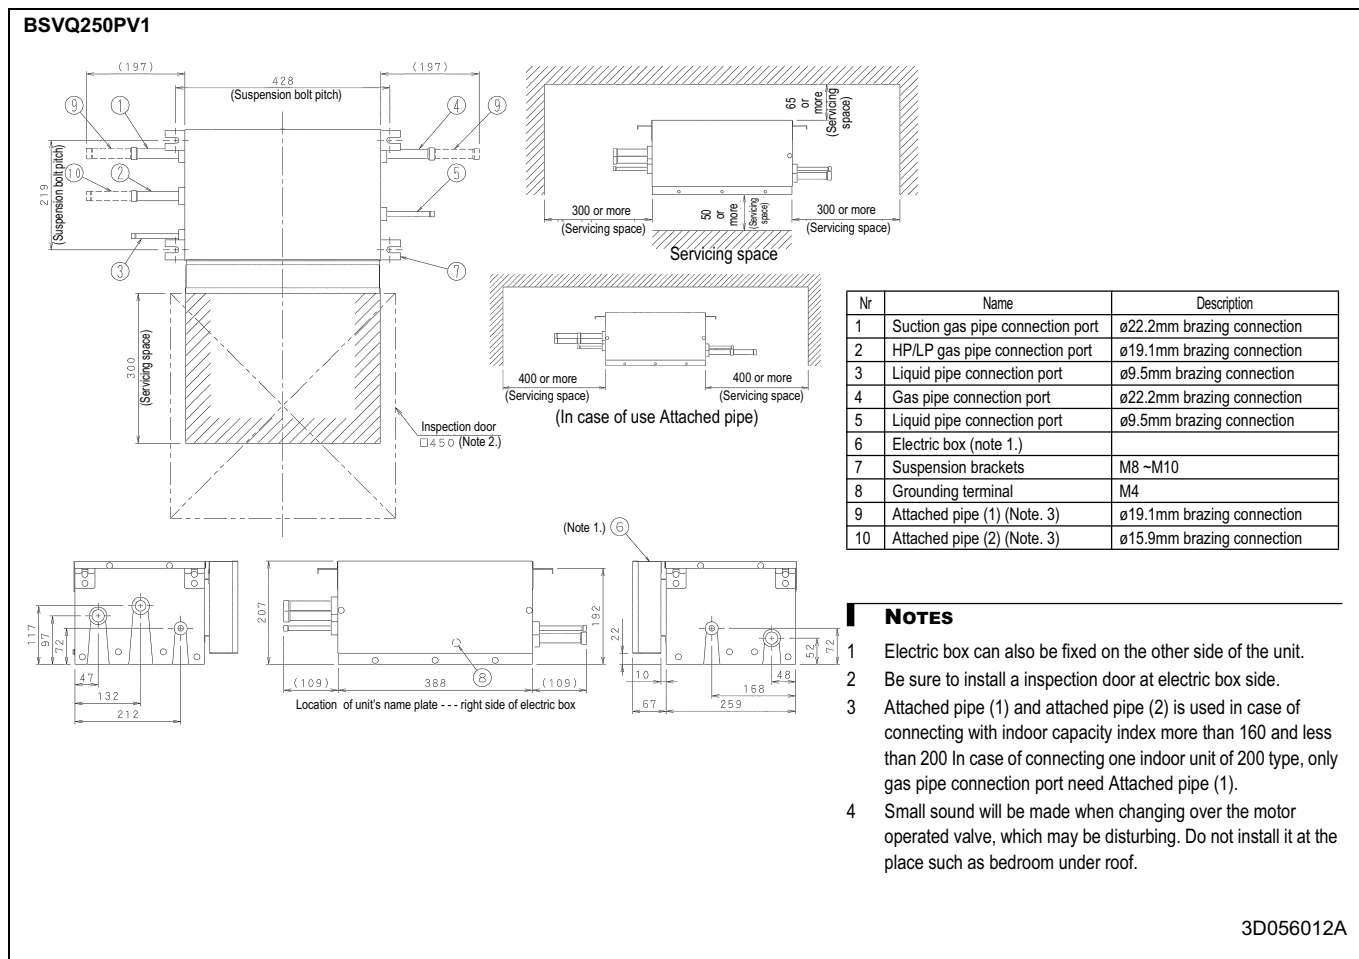 BSVQ250PV1
(197)
428
(Suspension bolt pitch)
(197)
9
1
4
9
10
2
5
219
(Suspension bolt pitch)
3
7
300
(Servicing space)
Inspection door
□450 (Note 2.)
65
or
more
(Servicing
space)
300 or more
(Servicing space)
50
or
more
(Servicing
space)
300 or more
(Servicing space)
Servicing space
400 or more
(Servicing space)
400 or more
(Servicing space)
(In case of use Attached pipe)
Nr Name Description
1 Suction gas pipe connection port ø22.2mm brazing connection
2 HP/LP gas pipe connection port ø19.1mm brazing connection
3 Liquid pipe connection port ø9.5mm brazing connection
4 Gas pipe connection port ø22.2mm brazing connection
5 Liquid pipe connection port ø9.5mm brazing connection
6 Electric box (note 1.)
7 Suspension brackets M8 ~M10
8 Grounding terminal M4
9 Attached pipe (1) (Note. 3) ø19.1mm brazing connection
10 Attached pipe (2) (Note. 3) ø15.9mm brazing connection
117
97
72
47
132
212
207
192
8
(109)
388
(109)
Location of unit's name plate - - - right side of electric box
(Note 1.) 6
22
10
67
259
168
48
52
72
NOTES
1 Electric box can also be fixed on the other side of the unit.
2 Be sure to install a inspection door at electric box side.
3 Attached pipe (1) and attached pipe (2) is used in case of
connecting with indoor capacity index more than 160 and less
than 200 In case of connecting one indoor unit of 200 type, only
gas pipe connection port need Attached pipe (1).
4 Small sound will be made when changing over the motor
operated valve, which may be disturbing. Do not install it at the
place such as bedroom under roof.
3D056012A